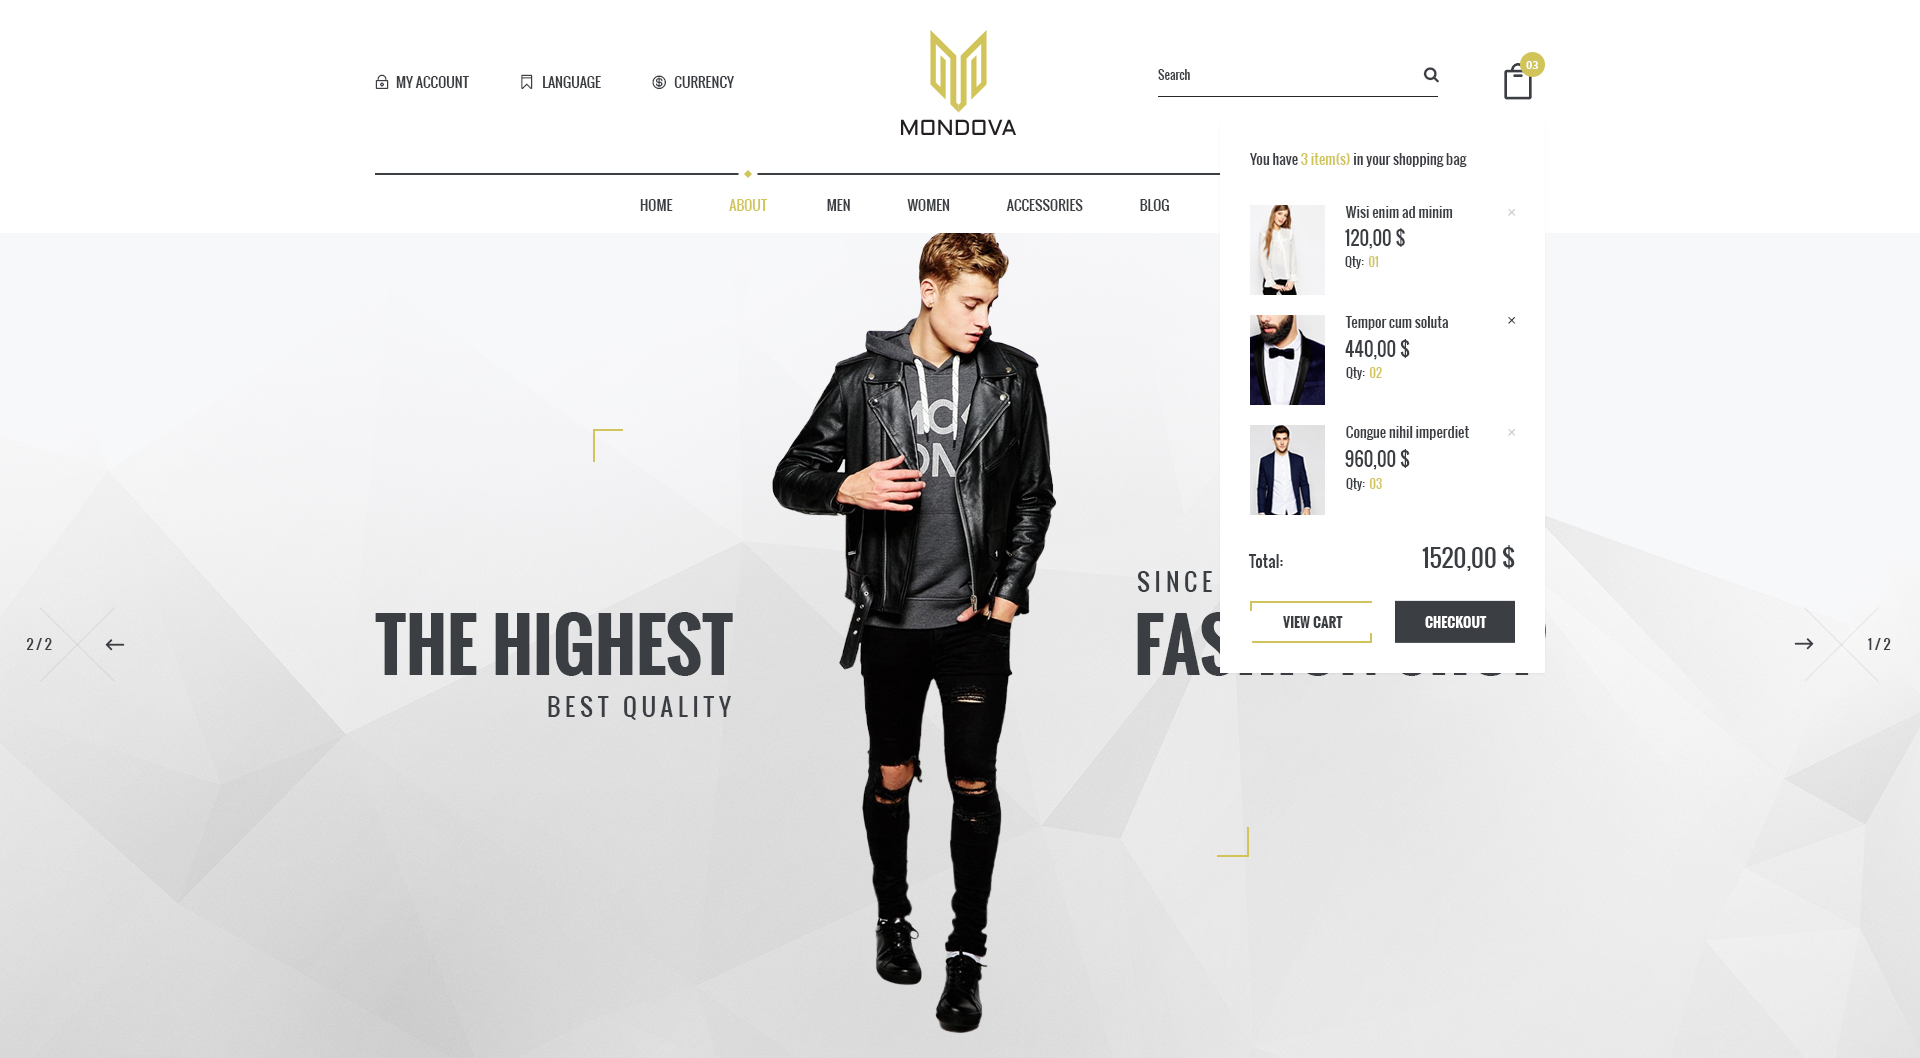 MY ACCOUNT
LANGUAGE
CURRENCY
MONDOVA
Search
03
HOME
ABOUT
MEN
WOMEN
ACCESSORIES
BLOG
You have 3 item(s) in your shopping bag
Wisi enim ad minim
×
120,00 $
Qty: 01
Tempor cum soluta
×
440,00 $
Qty: 02
Congue nihil imperdiet
×
960,00 $
Qty: 03
Total:
1520,00 $
VIEW CART
CHECKOUT
2 / 2
THE HIGHEST
BEST QUALITY
SINCE
1 / 2